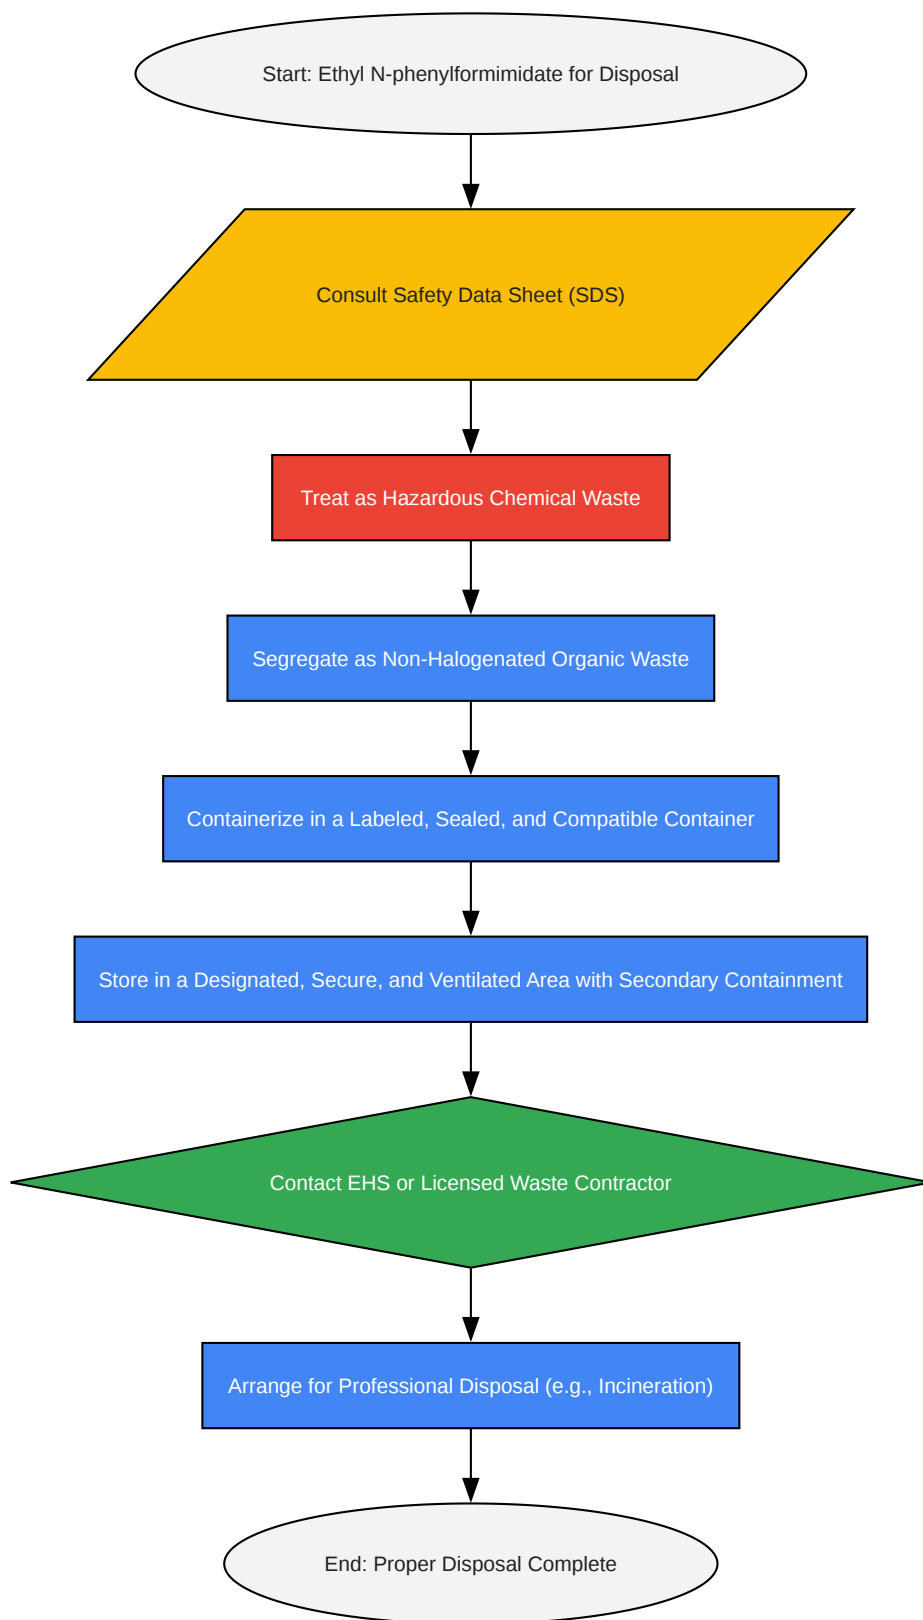 Start: Ethyl N-phenylformimidate for Disposal
Consult Safety Data Sheet (SDS)
Treat as Hazardous Chemical Waste
Segregate as Non-Halogenated Organic Waste
Containerize in a Labeled, Sealed, and Compatible Container
Store in a Designated, Secure, and Ventilated Area with Secondary Containment
Contact EHS or Licensed Waste Contractor
Arrange for Professional Disposal (e.g., Incineration)
End: Proper Disposal Complete